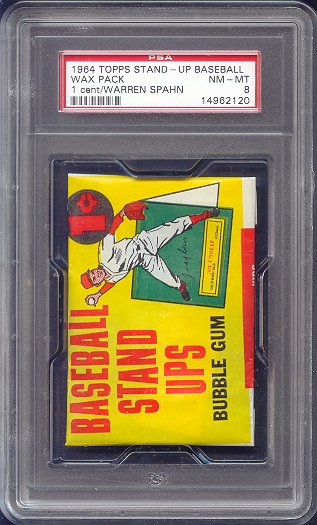 PSA
1964 TOPPS STAND-UP BASEBALL
WAX PACK NM-MT
1 cent/WARREN SPAHN 8
14962120
1¢
BASEBALL
STAND
UPS
BUBBLE GUM